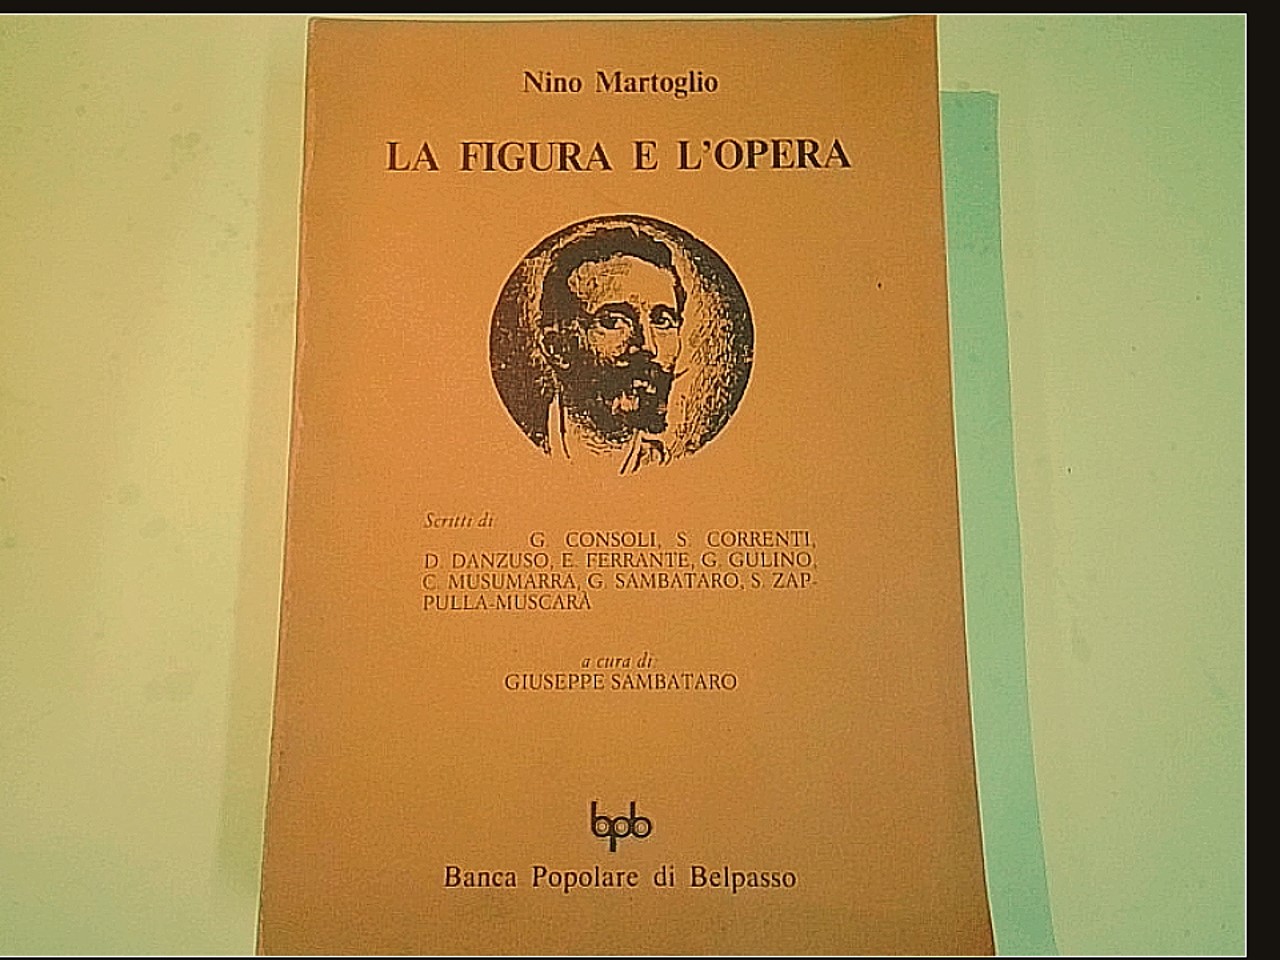 Nino Martoglio
LA FIGURA E L'OPERA
Scritti di
G. CONSOLI, S. CORRENTI,
D. DANZUSO, E. FERRANTE, G. GULINO,
C. MUSUMARRA, G. SAMBATARO, S. ZAP-
PULLA-MUSCARÀ
a cura di:
GIUSEPPE SAMBATARO
bpb
Banca Popolare di Belpasso